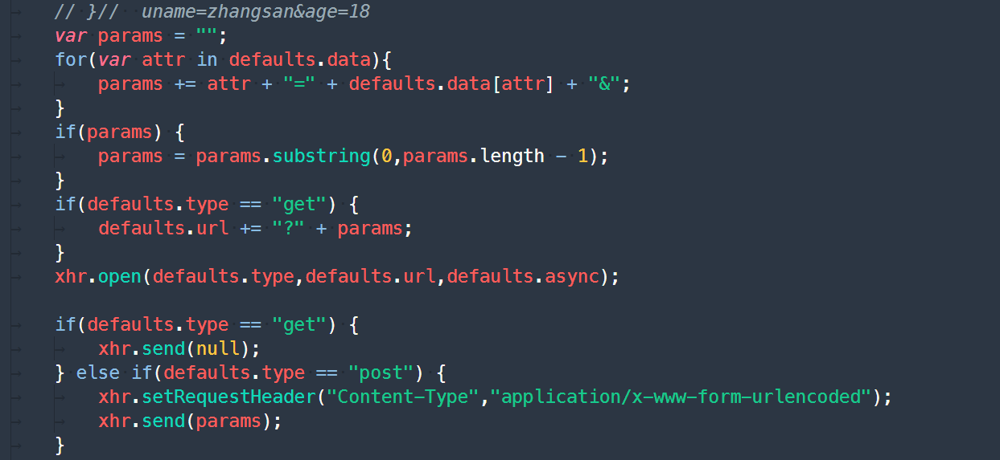 // }//  uname=zhangsan&age=18
var params = "";
for(var attr in defaults.data){
params += attr + "=" + defaults.data[attr] + "&";
}
if(params) {
params = params.substring(0,params.length - 1);
}
if(defaults.type == "get") {
defaults.url += "?" + params;
}
xhr.open(defaults.type,defaults.url,defaults.async);
if(defaults.type == "get") {
xhr.send(null);
} else if(defaults.type == "post") {
xhr.setRequestHeader("Content-Type","application/x-www-form-urlencoded");
xhr.send(params);
}